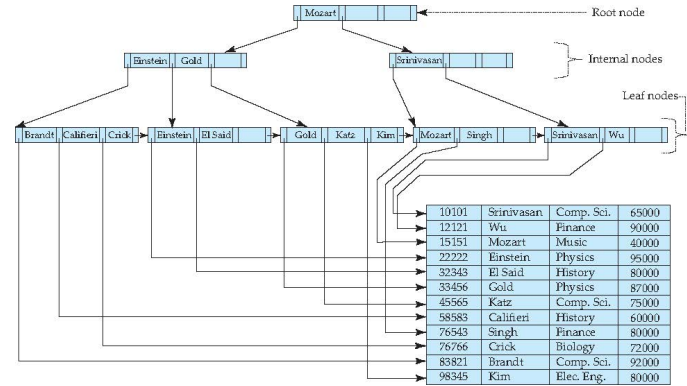 Mozart
Root node
Einstein Gold
Srinivasan
Internal nodes
Leaf nodes
Brandt Califieri Crick Einstein El Said Gold Katz Kim Mozart Singh Srinivasan Wu
10101 Srinivasan Comp. Sci. 65000
12121 Wu Finance 90000
15151 Mozart Music 40000
22222 Einstein Physics 95000
32343 El Said History 80000
33456 Gold Physics 87000
45565 Katz Comp. Sci. 75000
58583 Califieri History 60000
76543 Singh Finance 80000
76766 Crick Biology 72000
83821 Brandt Comp. Sci. 92000
98345 Kim Elec. Eng. 80000